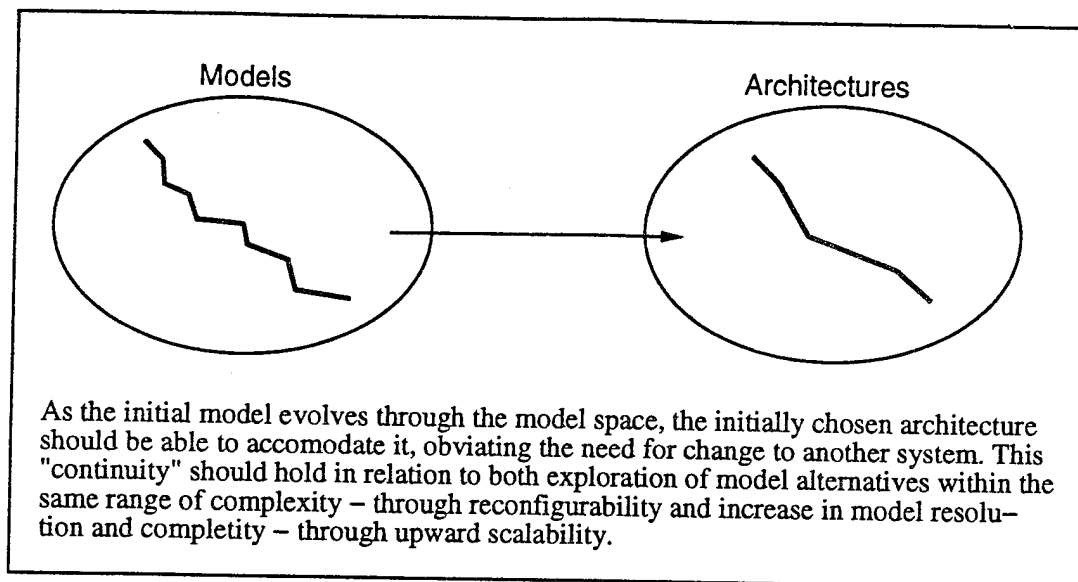 Models
Architectures
As the initial model evolves through the model space, the initially chosen architecture
should be able to accomodate it, obviating the need for change to another system. This
"continuity" should hold in relation to both exploration of model alternatives within the
same range of complexity – through reconfigurability and increase in model resolu–
tion and completity – through upward scalability.